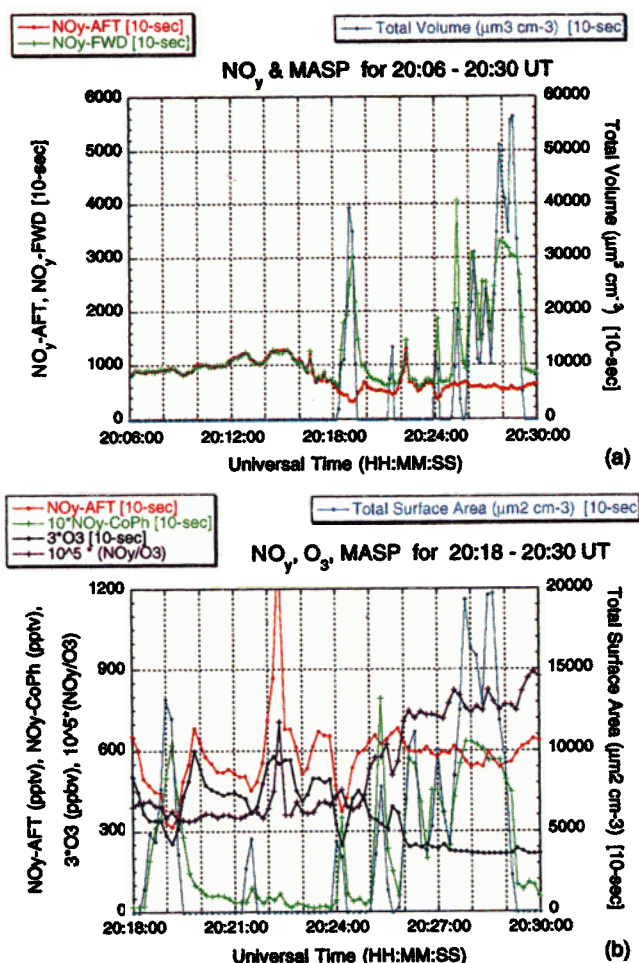 NOy-AFT [10-sec]
NOy-FWD [10-sec]
Total Volume (µm3 cm-3) [10-sec
NOy & MASP for 20:06 - 20:30 UT
6000
5000
4000
3000
2000
1000
0
NOy-AFT, NOy-FWD [10-sec]
60000
50000
40000
30000
20000
10000
0
Total Volume (µm3 cm-3) [10-sec]
20:06:00 20:12:00 20:18:00 20:24:00 20:30:00
Universal Time (HH:MM:SS)
(a)
NOy-AFT [10-sec]
10*NOy-CoPh [10-sec]
3*O3 [10-sec]
10^5 * (NOy/O3)
Total Surface Area (µm2 cm-3) [10-sec
NOy, O3, MASP for 20:18 - 20:30 UT
1200
900
600
300
0
NOy-AFT (pptv), NOy-CoPh (pptv),
3*O3 (ppbv), 10^5*(NOy/O3)
20000
15000
10000
5000
0
Total Surface Area (µm2 cm-3)
[10-sec]
20:18:00 20:21:00 20:24:00 20:27:00 20:30:00
Universal Time (HH:MM:SS)
(b)